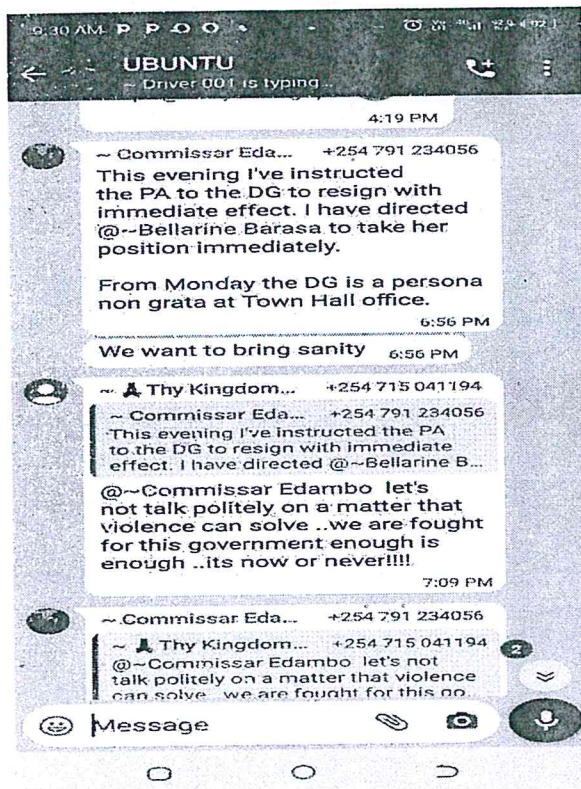 9:30 AM
UBUNTU
~ Driver 001 is typing...
4:19 PM
~ Commissar Eda... +254 791 234056
This evening I've instructed
the PA to the DG to resign with
immediate effect. I have directed
@~Bellarine Barasa to take her
position immediately.
From Monday the DG is a persona
non grata at Town Hall office.
6:56 PM
We want to bring sanity 6:56 PM
~ Thy Kingdom... +254 715 041194
~ Commissar Eda... +254 791 234056
This evening I've instructed the PA
to the DG to resign with immediate
effect. I have directed @~Bellarine B...
@~Commissar Edambo let's
not talk politely on a matter that
violence can solve ..we are fought
for this government enough is
enough ..its now or never!!!!
7:09 PM
~ Commissar Eda... +254 791 234056
~ Thy Kingdom... +254 715 041194
@~Commissar Edambo let's not
talk politely on a matter that violence
can solve ..we are fought for this go...
2
Message